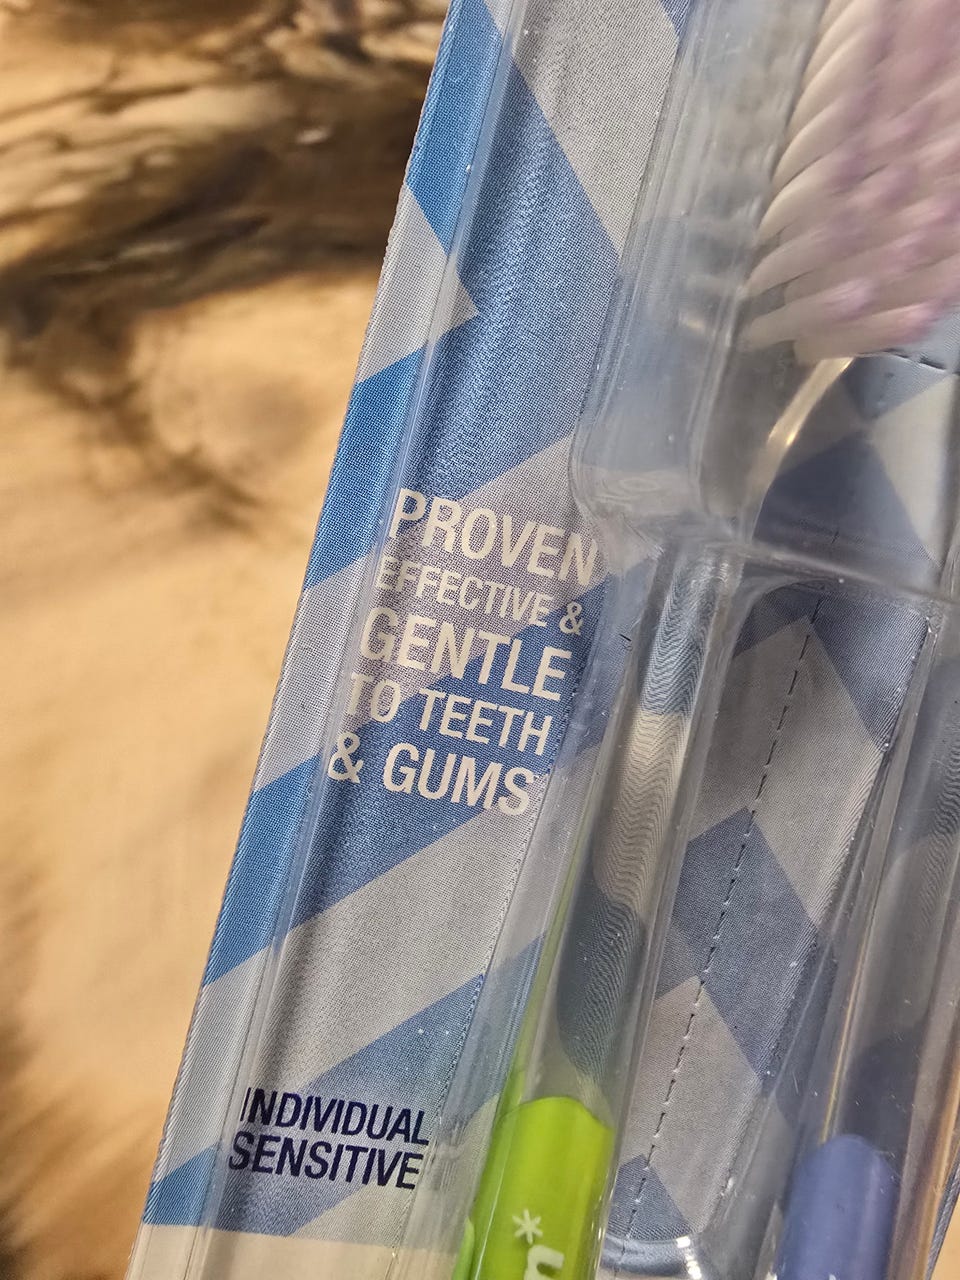 PROVEN
EFFECTIVE &
GENTLE
TO TEETH
& GUMS
INDIVIDUAL
SENSITIVE